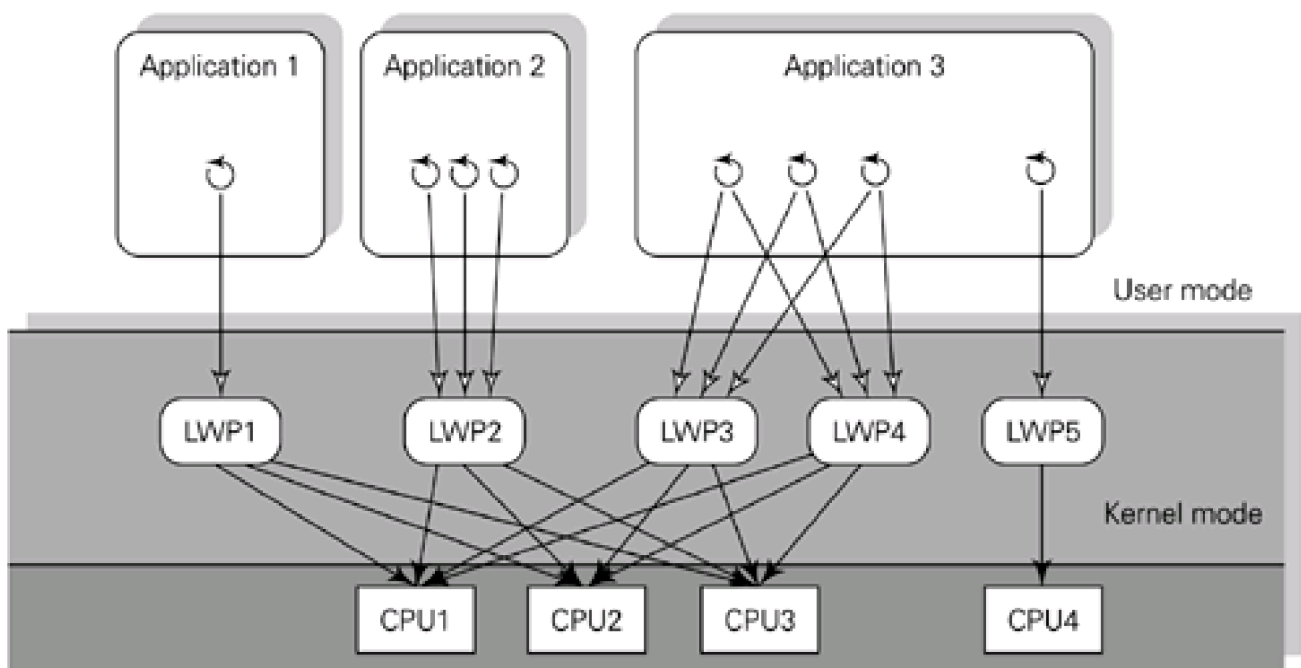 Application 1
Application 2
Application 3
User mode
LWP1
LWP2
LWP3
LWP4
LWP5
Kernel mode
CPU1
CPU2
CPU3
CPU4